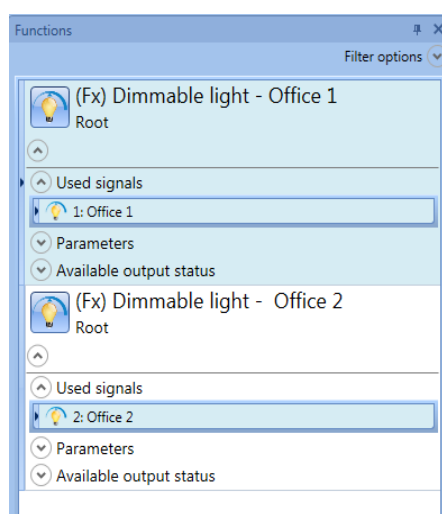 Functions
Filter options
(Fx) Dimmable light - Office 1
Root
Used signals
1: Office 1
Parameters
Available output status
(Fx) Dimmable light -  Office 2
Root
Used signals
2: Office 2
Parameters
Available output status